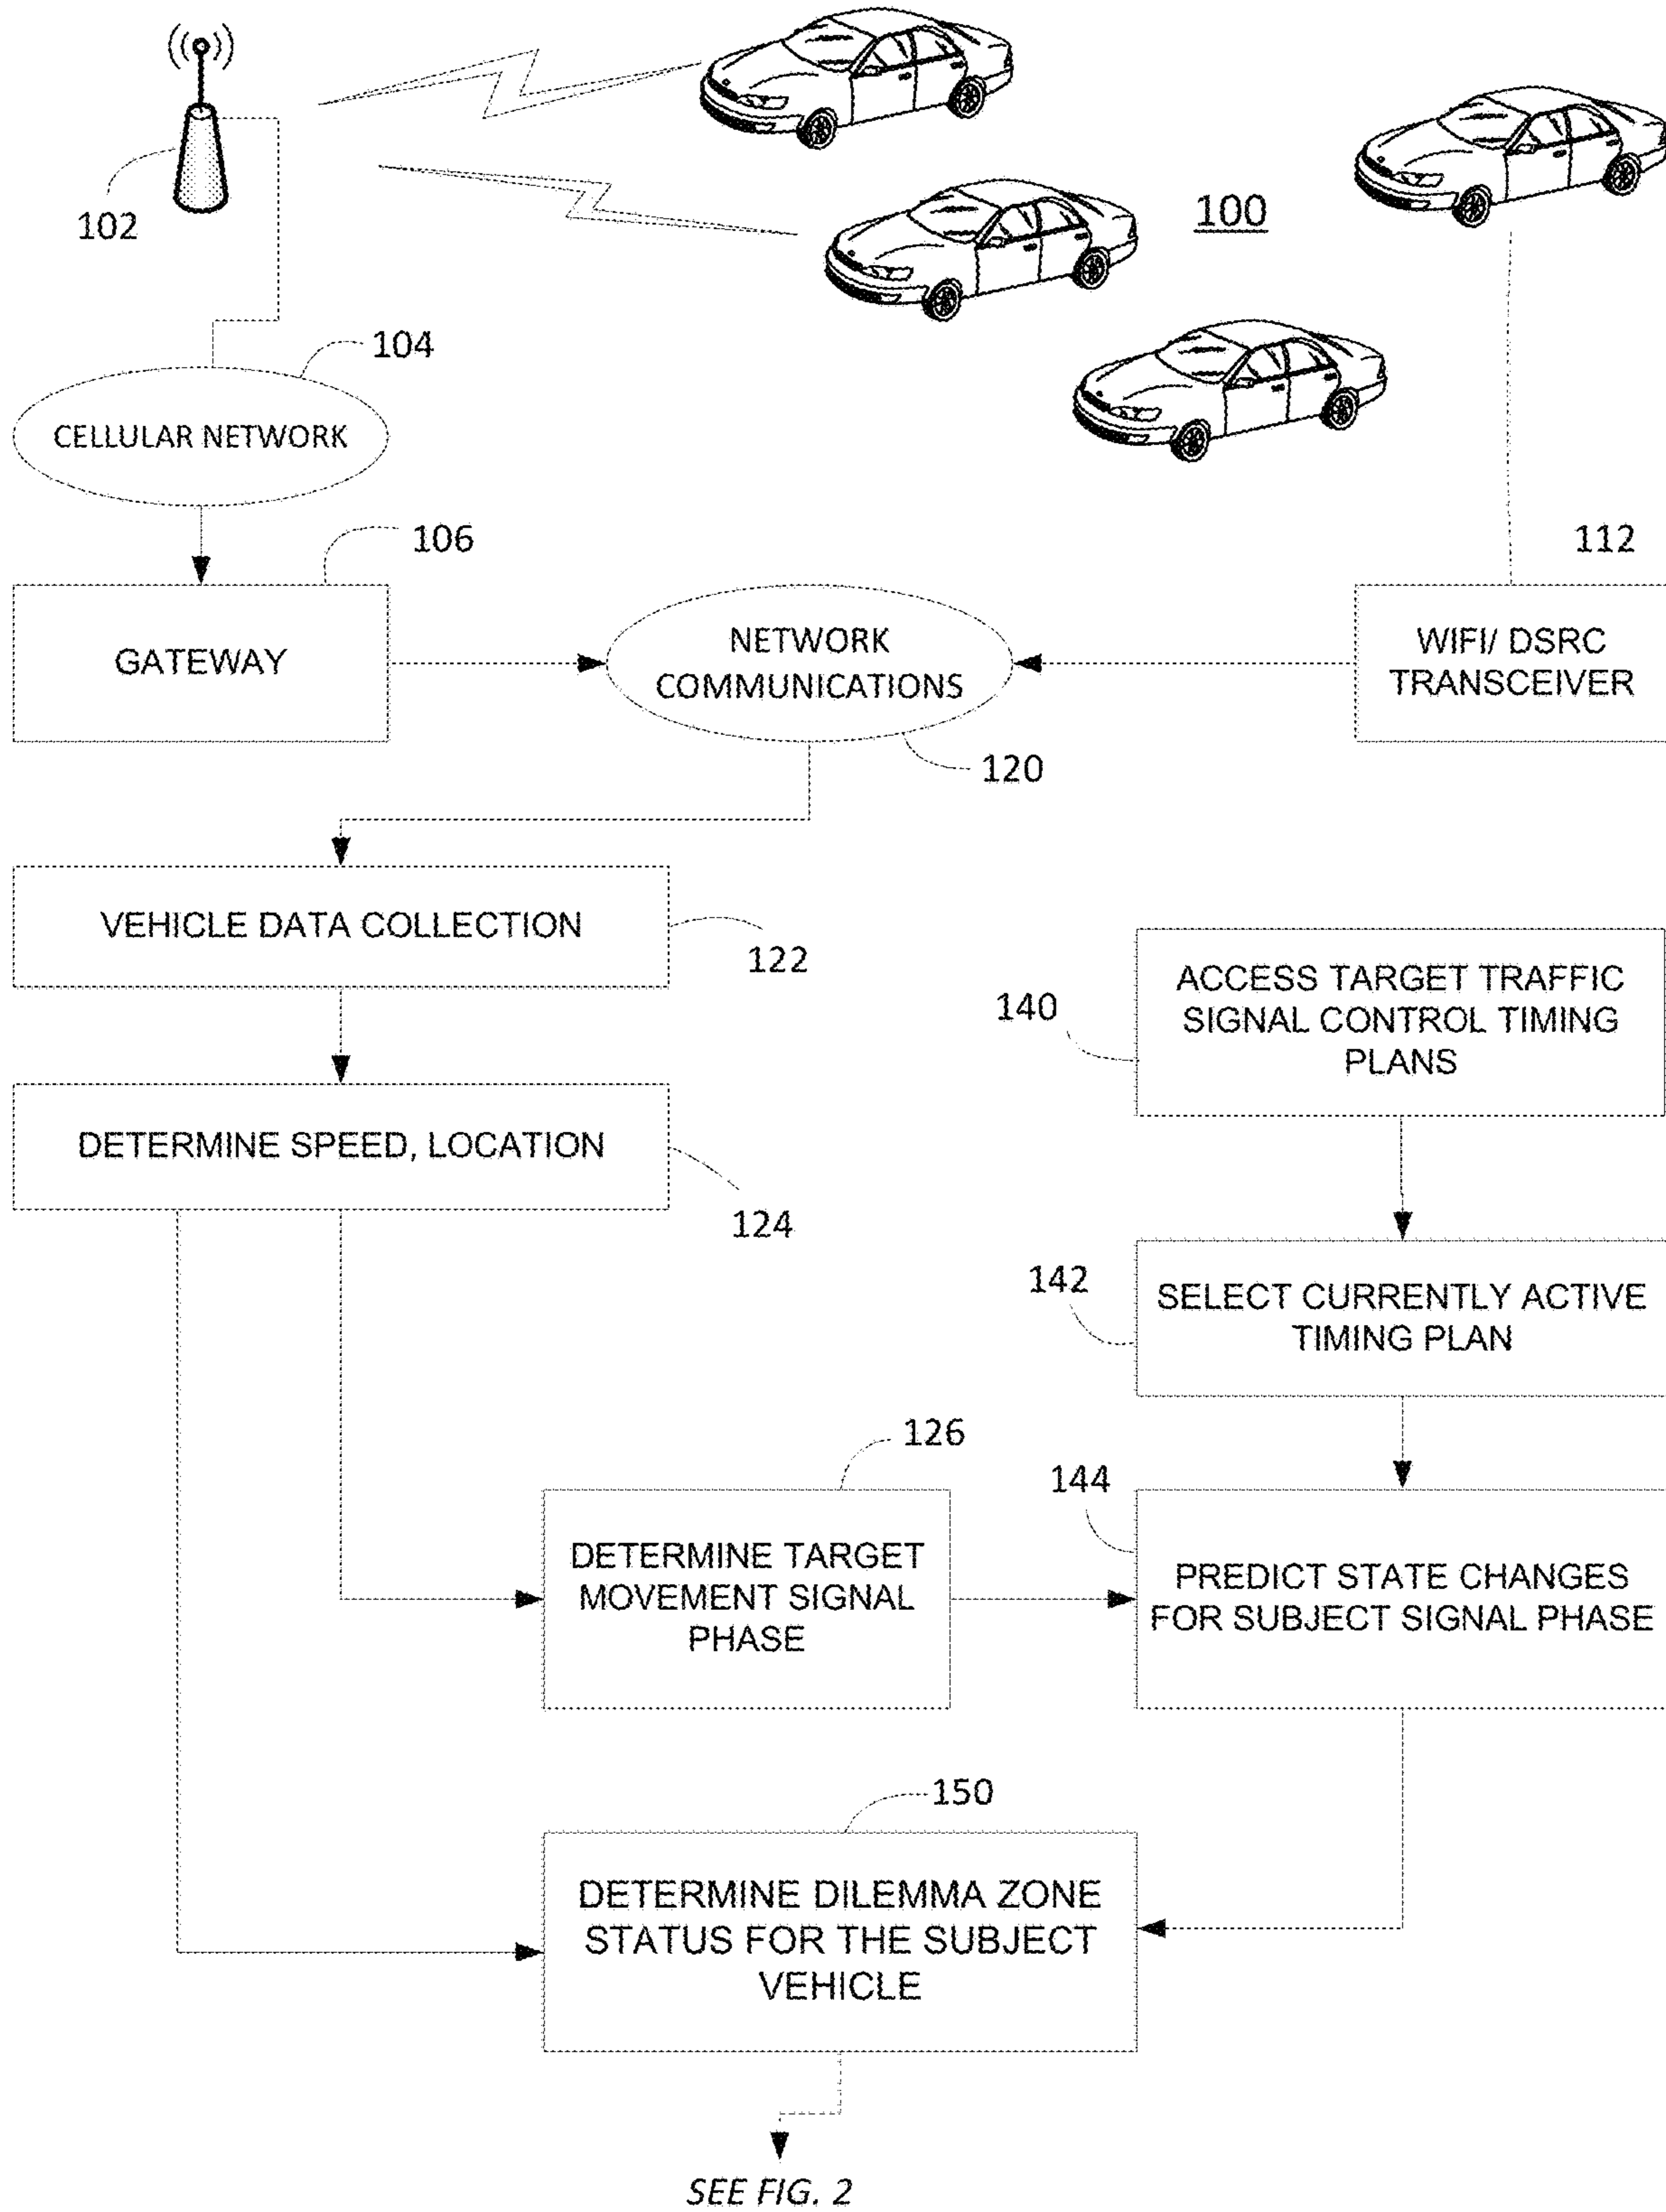 102
100
104
CELLULAR NETWORK
106
112
GATEWAY
NETWORK
COMMUNICATIONS
WIFI/ DSRC
TRANSCEIVER
120
VEHICLE DATA COLLECTION
122
ACCESS TARGET TRAFFIC
SIGNAL CONTROL TIMING
PLANS
140
DETERMINE SPEED, LOCATION
124
142
SELECT CURRENTLY ACTIVE
TIMING PLAN
126
144
DETERMINE TARGET
MOVEMENT SIGNAL
PHASE
PREDICT STATE CHANGES
FOR SUBJECT SIGNAL PHASE
150
DETERMINE DILEMMA ZONE
STATUS FOR THE SUBJECT
VEHICLE
SEE FIG. 2